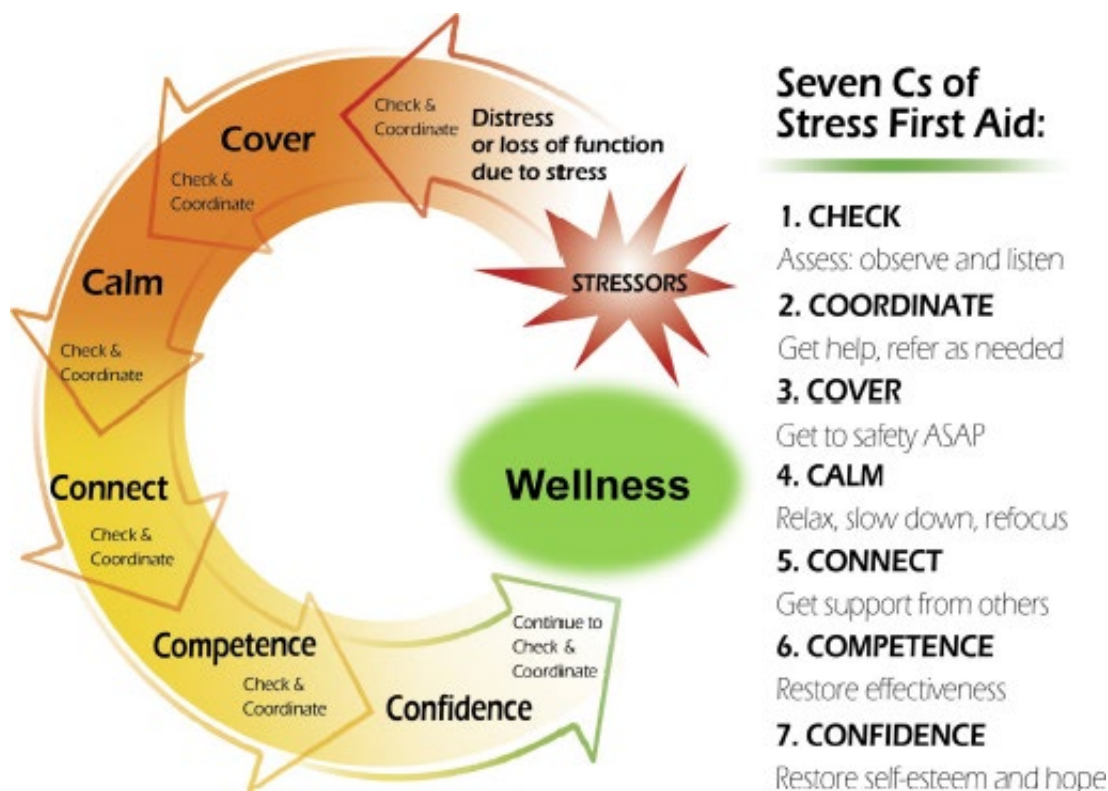 Check &
Coordinate
Distress
or loss of function
due to stress
STRESSORS
Cover
Check &
Coordinate
Calm
Check &
Coordinate
Connect
Check &
Coordinate
Competence
Check &
Coordinate
Confidence
Continue to
Check &
Coordinate
Wellness
Seven Cs of
Stress First Aid:
1. CHECK
Assess: observe and listen
2. COORDINATE
Get help, refer as needed
3. COVER
Get to safety ASAP
4. CALM
Relax, slow down, refocus
5. CONNECT
Get support from others
6. COMPETENCE
Restore effectiveness
7. CONFIDENCE
Restore self-esteem and hope